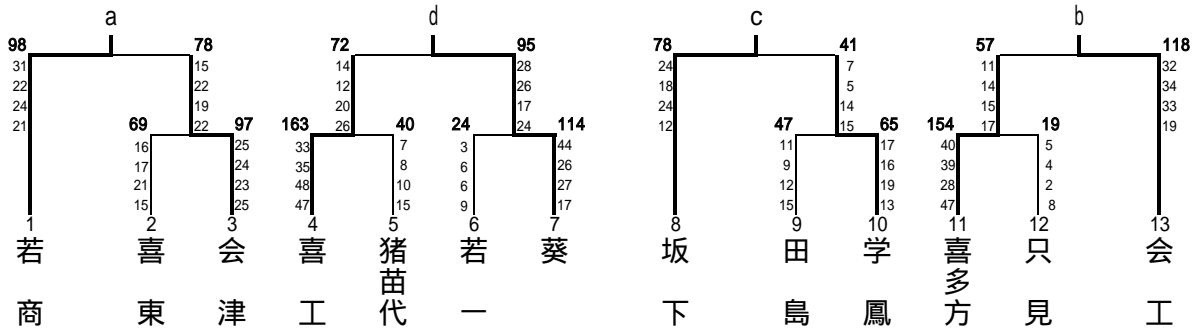 a d c b
98 78 72 95 78 41 57 118
31 15 14 28 24 7 11 32
22 22 12 26 18 5 14 34
24 19 20 17 24 14 15 33
21 22 26 24 12 15 17 19
69 97 163 40 24 114 47 65 154 19
16 25 33 7 3 44 11 17 40 5
17 24 35 8 6 26 9 16 39 4
21 23 48 10 6 27 12 19 28 2
15 25 47 15 9 17 15 13 47 8
1 2 3 4 5 6 7 8 9 10 11 12 13
若商 喜東 会津 喜工 猪苗代 若一 葵 坂下 田島 学鳳 喜多方 只見 会工